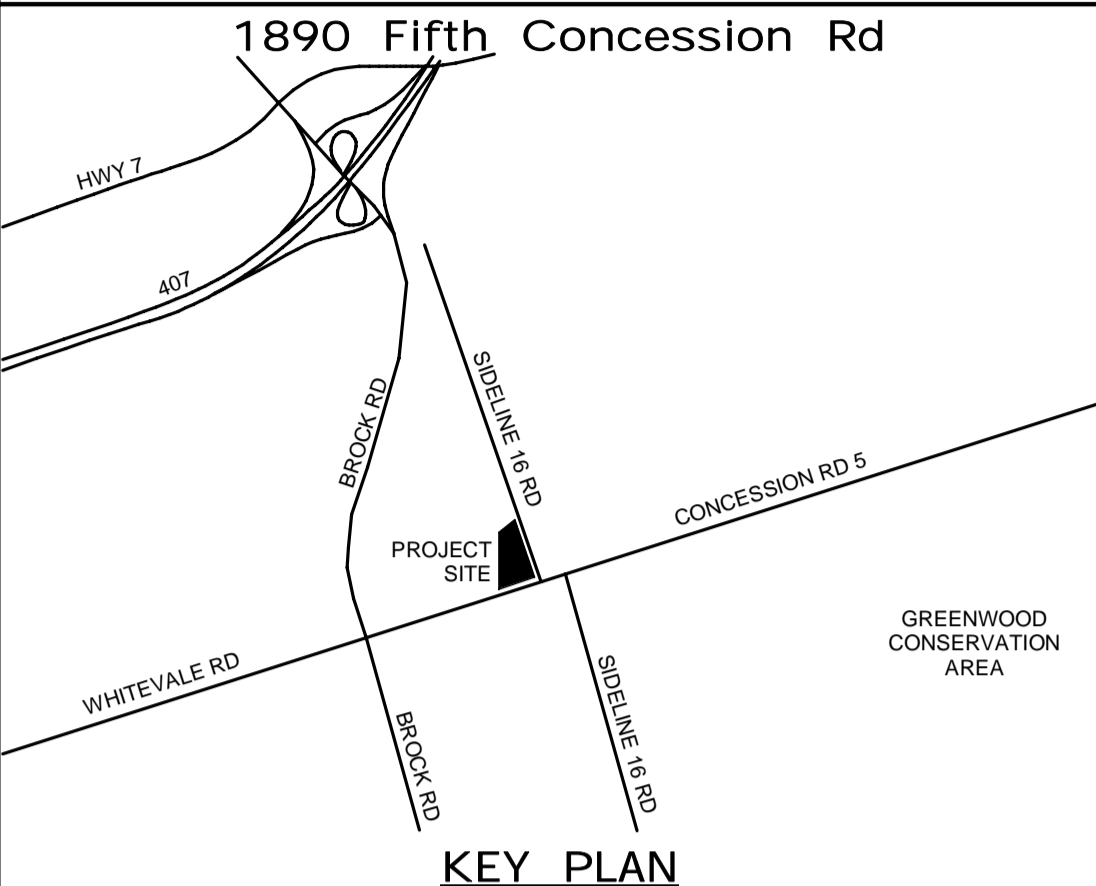 1890 Fifth Concession Rd
HWY 7
407
SIDELINE 16 RD
BROCK RD
CONCESSION RD 5
PROJECT
SITE
GREENWOOD
CONSERVATION
AREA
WHITEVALE RD
SIDELINE 16 RD
BROCK RD
KEY PLAN